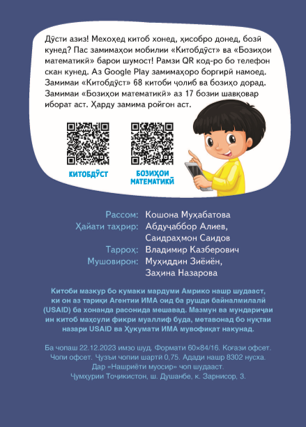 Дӯсти азиз! Мехоҳед китоб хонед, ҳисобро донед, бозӣ
кунед? Пас замимаҳои мобилии «Китобдӯст» ва «Бозиҳои
математикӣ» барои шумост! Рамзи QR код-ро бо телефон
скан кунед. Аз Google Play замимаҳоро боргирӣ намоед.
Замимаи «Китобдӯст» 68 китоби ҷолиб ва бозиҳо дорад.
Замимаи «Бозиҳои математикӣ» аз 17 бозии шавқовар
иборат аст. Ҳарду замима ройгон аст.
КИТОБДӮСТ
БОЗИҲОИ
МАТЕМАТИКӢ
Рассом: Кошона Муҳабатова
Ҳайати таҳрир: Абдуҷаббор Алиев,
Саидраҳмон Саидов
Тарроҳ: Владимир Казберович
Мушовирон: Муҳиддин Зиёиён,
Заҳина Назарова
Китоби мазкур бо кумаки мардуми Амрико нашр шудааст,
ки он аз тариқи Агентии ИМА оид ба рушди байналмилалӣ
(USAID) ба хонанда расонида мешавад. Мазмун ва мундариҷаи
ин китоб маҳсули фикри муаллиф буда, метавонад бо нуқтаи
назари USAID ва Ҳукумати ИМА мувофиқат накунад.
Ба чопаш 22.12.2023 имзо шуд. Формати 60×84/16. Коғази офсет.
Чопи офсет. Ҷузъи чопии шартӣ 0,75. Адади нашр 8302 нусха.
Дар «Нашриёти муосир» чоп шудааст.
Ҷумҳурии Тоҷикистон, ш. Душанбе, к. Зарнисор, 3.